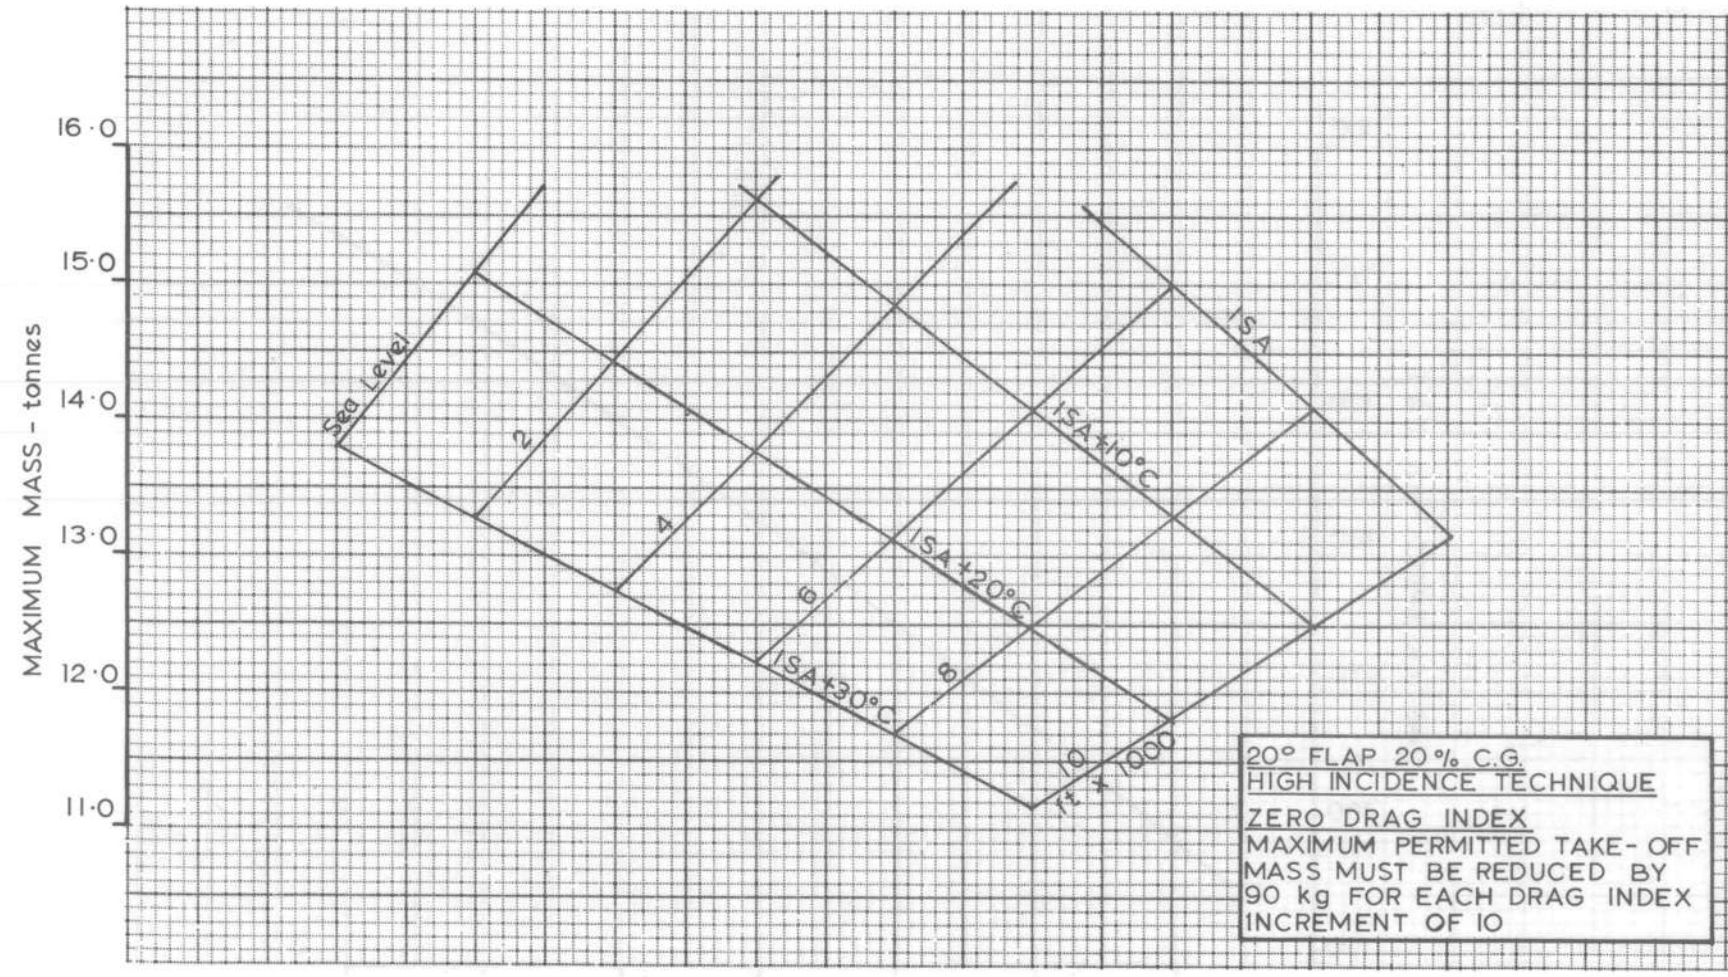 16·0
15·0
14·0
13·0
12·0
11·0
MAXIMUM MASS - tonnes
Sea Level
2
4
6
8
10
ft × 1000
ISA
ISA+10°C
ISA+20°C
ISA+30°C
20° FLAP 20% C.G.
HIGH INCIDENCE TECHNIQUE
ZERO DRAG INDEX
MAXIMUM PERMITTED TAKE-OFF
MASS MUST BE REDUCED BY
90 kg FOR EACH DRAG INDEX
INCREMENT OF 10